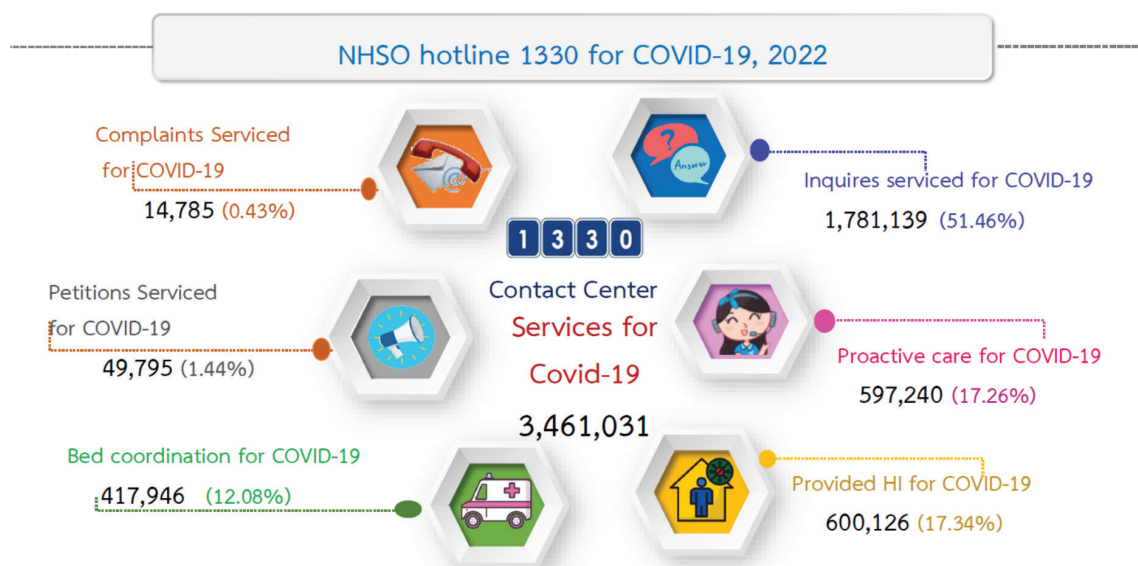 NHSO hotline 1330 for COVID-19, 2022
Complaints Serviced
for COVID-19
14,785 (0.43%)
?
Answer
@
Inquires serviced for COVID-19
1,781,139 (51.46%)
1330
Contact Center
Services for
Covid-19
3,461,031
Petitions Serviced
for COVID-19
49,795 (1.44%)
Proactive care for COVID-19
597,240 (17.26%)
Bed coordination for COVID-19
417,946 (12.08%)
Provided HI for COVID-19
600,126 (17.34%)